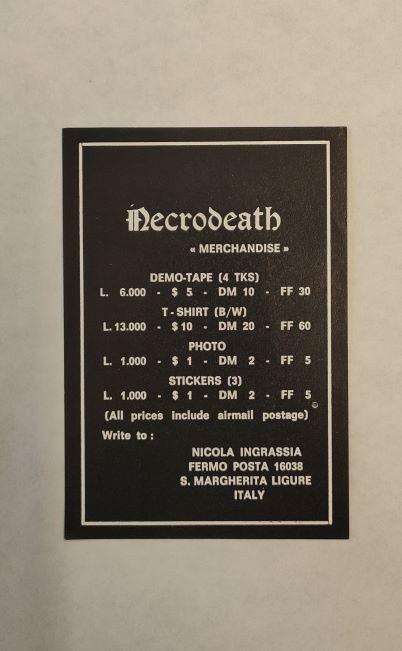 Necrodeath
« MERCHANDISE »
DEMO-TAPE (4 TKS)
L. 6.000 - $ 5 - DM 10 - FF 30
T-SHIRT (B/W)
L. 13.000 - $ 10 - DM 20 - FF 60
PHOTO
L. 1.000 - $ 1 - DM 2 - FF 5
STICKERS (3)
L. 1.000 - $ 1 - DM 2 - FF 5
(All prices include airmail postage)
Write to :
NICOLA INGRASSIA
FERMO POSTA 16038
S. MARGHERITA LIGURE
ITALY